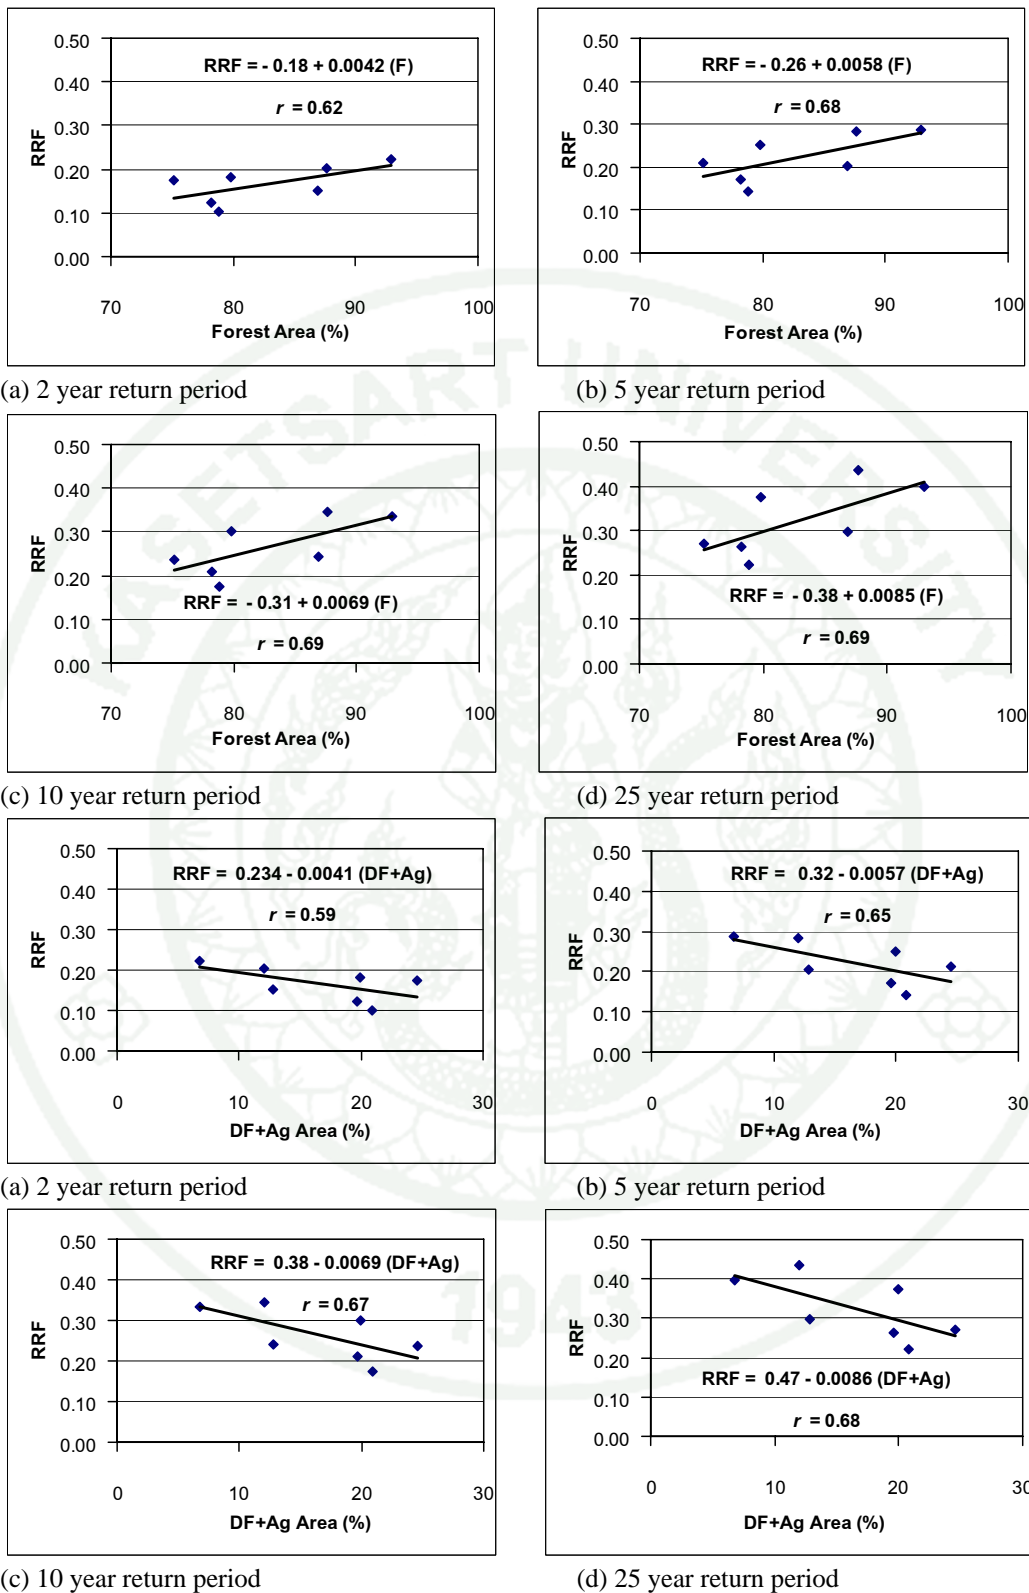 0.50
0.40
0.30
0.20
0.10
0.00
RRF
RRF = - 0.18 + 0.0042 (F)
r = 0.62
70 80 90 100
Forest Area (%)
(a) 2 year return period
0.50
0.40
0.30
0.20
0.10
0.00
RRF
RRF = - 0.26 + 0.0058 (F)
r = 0.68
70 80 90 100
Forest Area (%)
(b) 5 year return period
0.50
0.40
0.30
0.20
0.10
0.00
RRF
RRF = - 0.31 + 0.0069 (F)
r = 0.69
70 80 90 100
Forest Area (%)
(c) 10 year return period
0.50
0.40
0.30
0.20
0.10
0.00
RRF
RRF = - 0.38 + 0.0085 (F)
r = 0.69
70 80 90 100
Forest Area (%)
(d) 25 year return period
0.50
0.40
0.30
0.20
0.10
0.00
RRF
RRF = 0.234 - 0.0041 (DF+Ag)
r = 0.59
0 10 20 30
DF+Ag Area (%)
(a) 2 year return period
0.50
0.40
0.30
0.20
0.10
0.00
RRF
RRF = 0.32 - 0.0057 (DF+Ag)
r = 0.65
0 10 20 30
DF+Ag Area (%)
(b) 5 year return period
0.50
0.40
0.30
0.20
0.10
0.00
RRF
RRF = 0.38 - 0.0069 (DF+Ag)
r = 0.67
0 10 20 30
DF+Ag Area (%)
(c) 10 year return period
0.50
0.40
0.30
0.20
0.10
0.00
RRF
RRF = 0.47 - 0.0086 (DF+Ag)
r = 0.68
0 10 20 30
DF+Ag Area (%)
(d) 25 year return period
KASETSART UNIVERSITY
1943